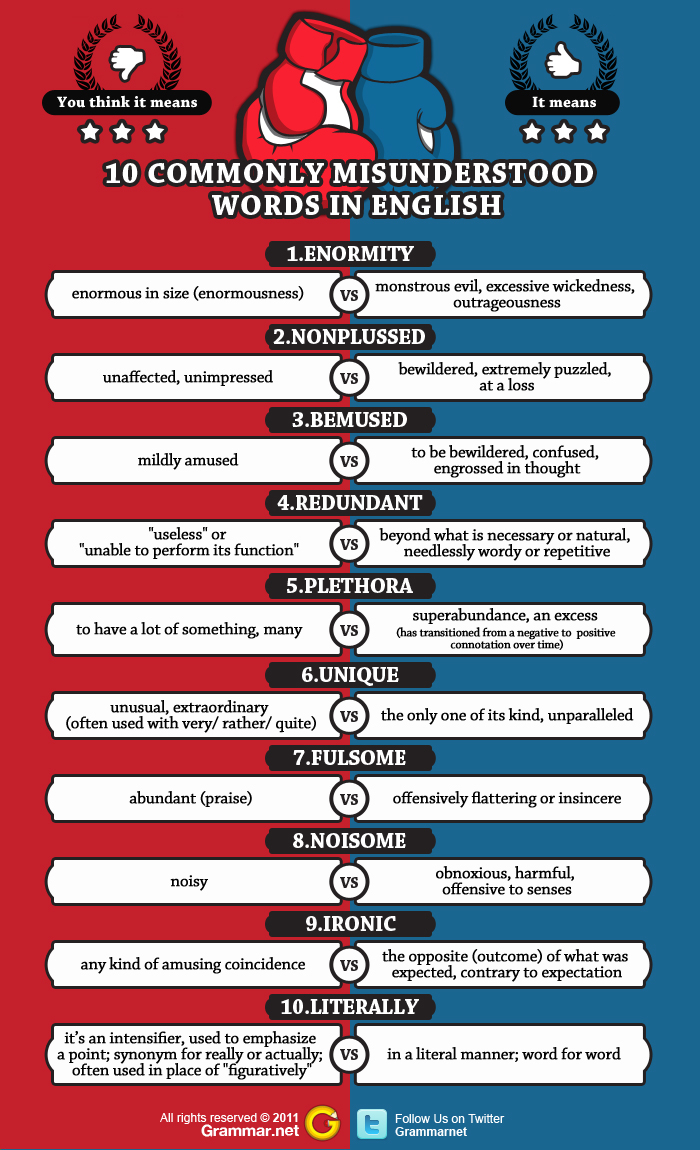 You think it means
It means
10 COMMONLY MISUNDERSTOOD
WORDS IN ENGLISH
1.ENORMITY
enormous in size (enormousness)
VS
monstrous evil, excessive wickedness,
outrageousness
2.NONPLUSSED
unaffected, unimpressed
VS
bewildered, extremely puzzled,
at a loss
3.BEMUSED
mildly amused
VS
to be bewildered, confused,
engrossed in thought
4.REDUNDANT
"useless" or
"unable to perform its function"
VS
beyond what is necessary or natural,
needlessly wordy or repetitive
5.PLETHORA
to have a lot of something, many
VS
superabundance, an excess
(has transitioned from a negative to positive
connotation over time)
6.UNIQUE
unusual, extraordinary
(often used with very/ rather/ quite)
VS
the only one of its kind, unparalleled
7.FULSOME
abundant (praise)
VS
offensively flattering or insincere
8.NOISOME
noisy
VS
obnoxious, harmful,
offensive to senses
9.IRONIC
any kind of amusing coincidence
VS
the opposite (outcome) of what was
expected, contrary to expectation
10.LITERALLY
it's an intensifier, used to emphasize
a point; synonym for really or actually;
often used in place of "figuratively"
VS
in a literal manner; word for word
All rights reserved © 2011
Grammar.net
G
t
Follow Us on Twitter
Grammarnet